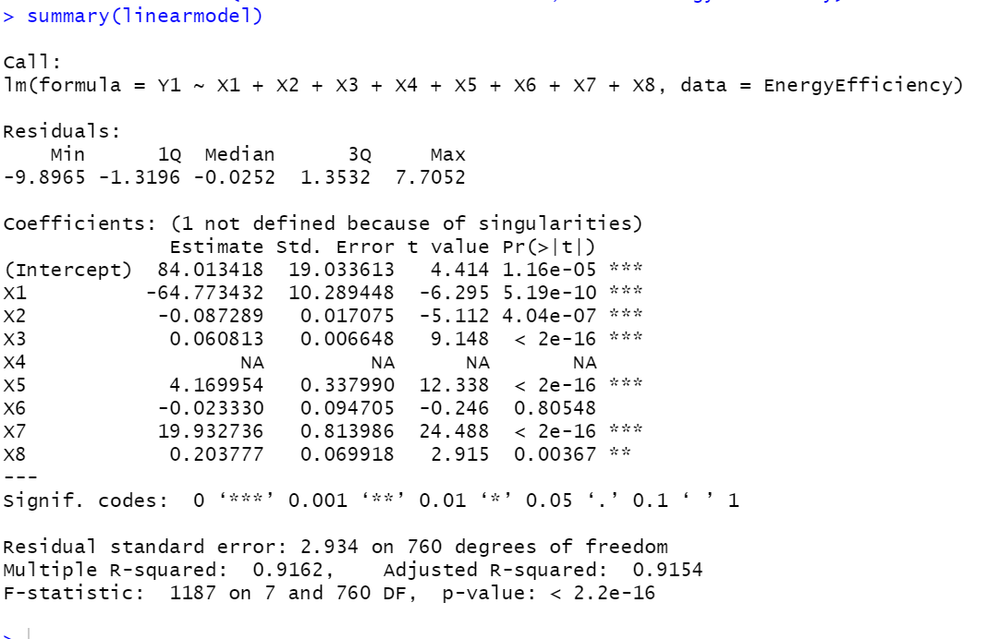 > summary(linearmodel)
Call:
lm(formula = Y1 ~ X1 + X2 + X3 + X4 + X5 + X6 + X7 + X8, data = EnergyEfficiency)
Residuals:
    Min      1Q  Median      3Q     Max
-9.8965 -1.3196 -0.0252  1.3532  7.7052
Coefficients: (1 not defined because of singularities)
              Estimate Std. Error t value Pr(>|t|)
(Intercept)  84.013418  19.033613   4.414 1.16e-05 ***
X1          -64.773432  10.289448  -6.295 5.19e-10 ***
X2           -0.087289   0.017075  -5.112 4.04e-07 ***
X3            0.060813   0.006648   9.148  < 2e-16 ***
X4                  NA         NA      NA       NA
X5            4.169954   0.337990  12.338  < 2e-16 ***
X6           -0.023330   0.094705  -0.246  0.80548
X7           19.932736   0.813986  24.488  < 2e-16 ***
X8            0.203777   0.069918   2.915  0.00367 **
---
Signif. codes:  0 ‘***’ 0.001 ‘**’ 0.01 ‘*’ 0.05 ‘.’ 0.1 ‘ ’ 1
Residual standard error: 2.934 on 760 degrees of freedom
Multiple R-squared:  0.9162,	Adjusted R-squared:  0.9154
F-statistic:  1187 on 7 and 760 DF,  p-value: < 2.2e-16
>